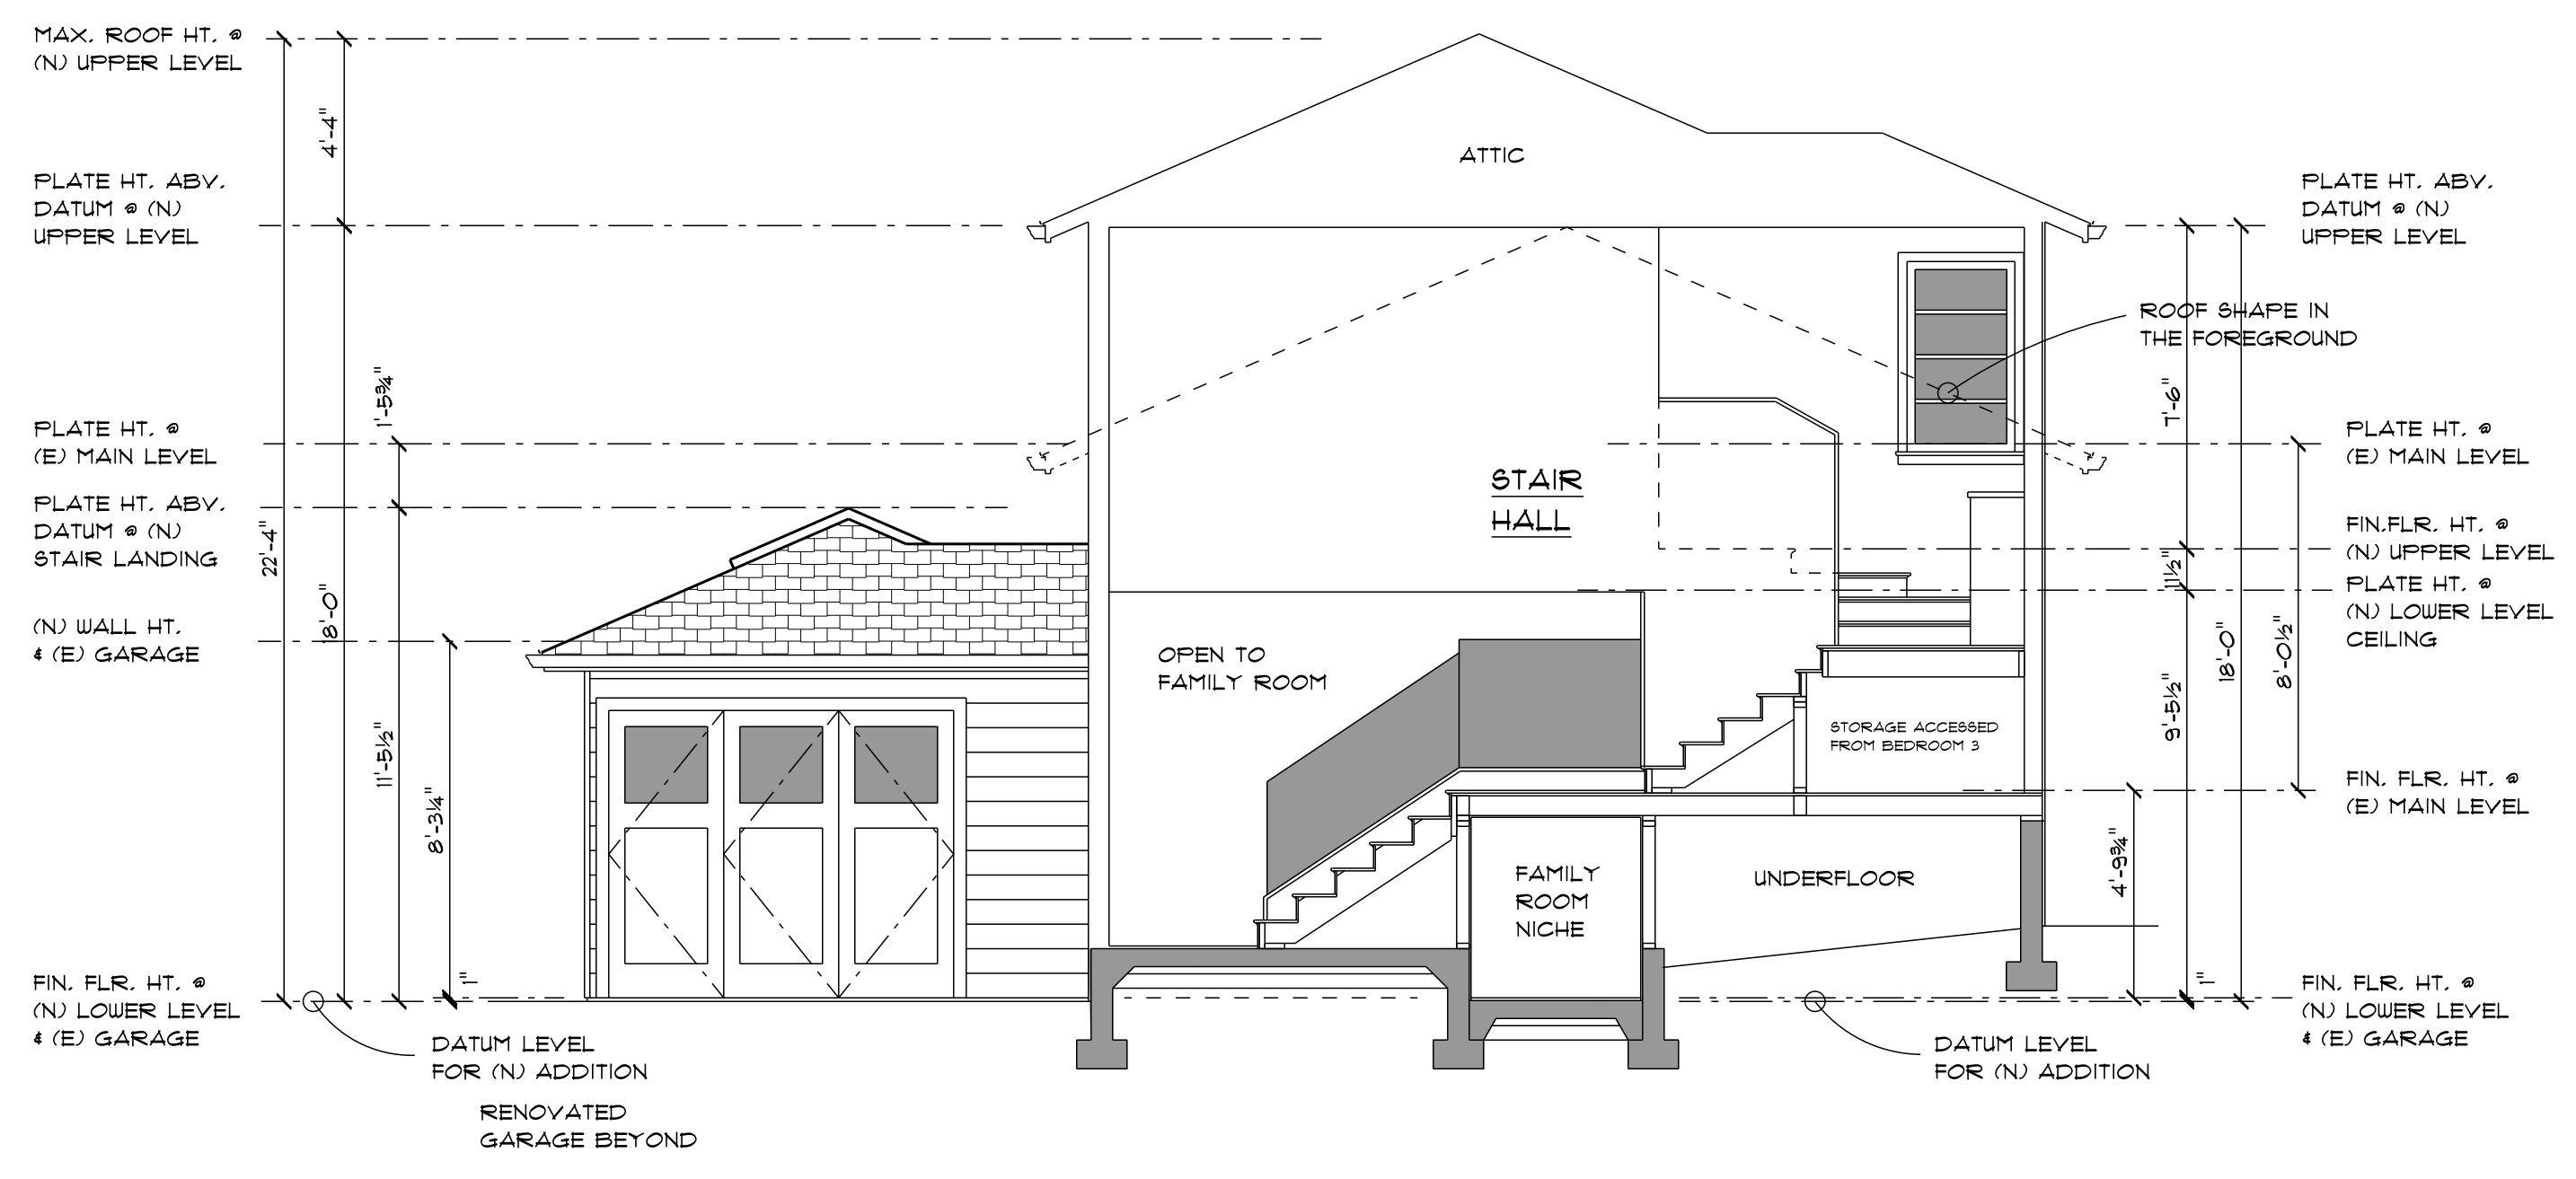 MAX. ROOF HT. @
(N) UPPER LEVEL
4'-4"
PLATE HT. ABV.
DATUM @ (N)
UPPER LEVEL
1'-5¾"
PLATE HT. @
(E) MAIN LEVEL
PLATE HT. ABV.
DATUM @ (N)
STAIR LANDING
22'-4"
8'-0"
(N) WALL HT.
& (E) GARAGE
11'-5½"
8'-3¼"
1"
FIN. FLR. HT. @
(N) LOWER LEVEL
& (E) GARAGE
DATUM LEVEL
FOR (N) ADDITION
RENOVATED
GARAGE BEYOND
ATTIC
STAIR
HALL
OPEN TO
FAMILY ROOM
STORAGE ACCESSED
FROM BEDROOM 3
FAMILY
ROOM
NICHE
UNDERFLOOR
DATUM LEVEL
FOR (N) ADDITION
PLATE HT. ABV.
DATUM @ (N)
UPPER LEVEL
ROOF SHAPE IN
THE FOREGROUND
7'-6"
PLATE HT. @
(E) MAIN LEVEL
FIN.FLR. HT. @
(N) UPPER LEVEL
11½"
PLATE HT. @
(N) LOWER LEVEL
CEILING
9'-5½"
18'-0"
8'-0½"
FIN. FLR. HT. @
(E) MAIN LEVEL
4'-9¾"
1"
FIN. FLR. HT. @
(N) LOWER LEVEL
& (E) GARAGE